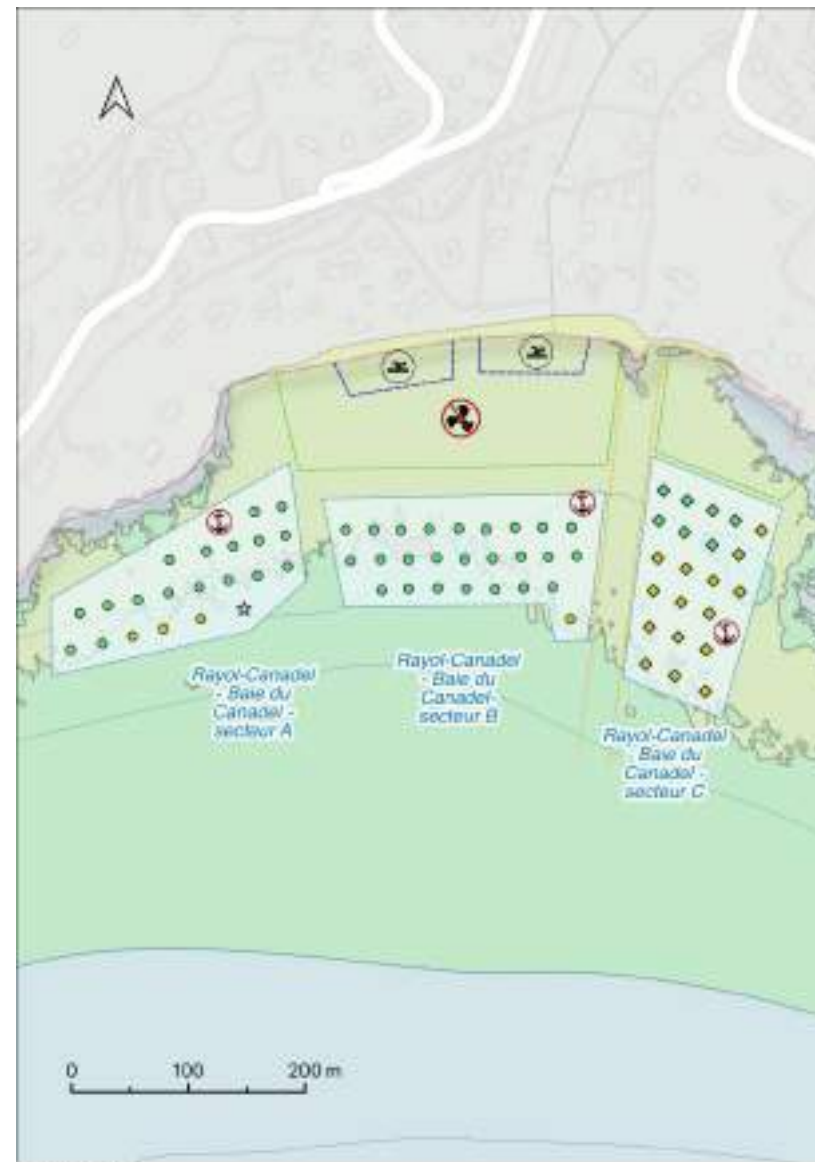 Rayol-Canadel
- Baie du
Canadel -
secteur A
Rayol-Canadel
- Baie du
Canadel-
secteur B
Rayol-Canadel
- Baie du
Canadel -
secteur C
0 100 200 m